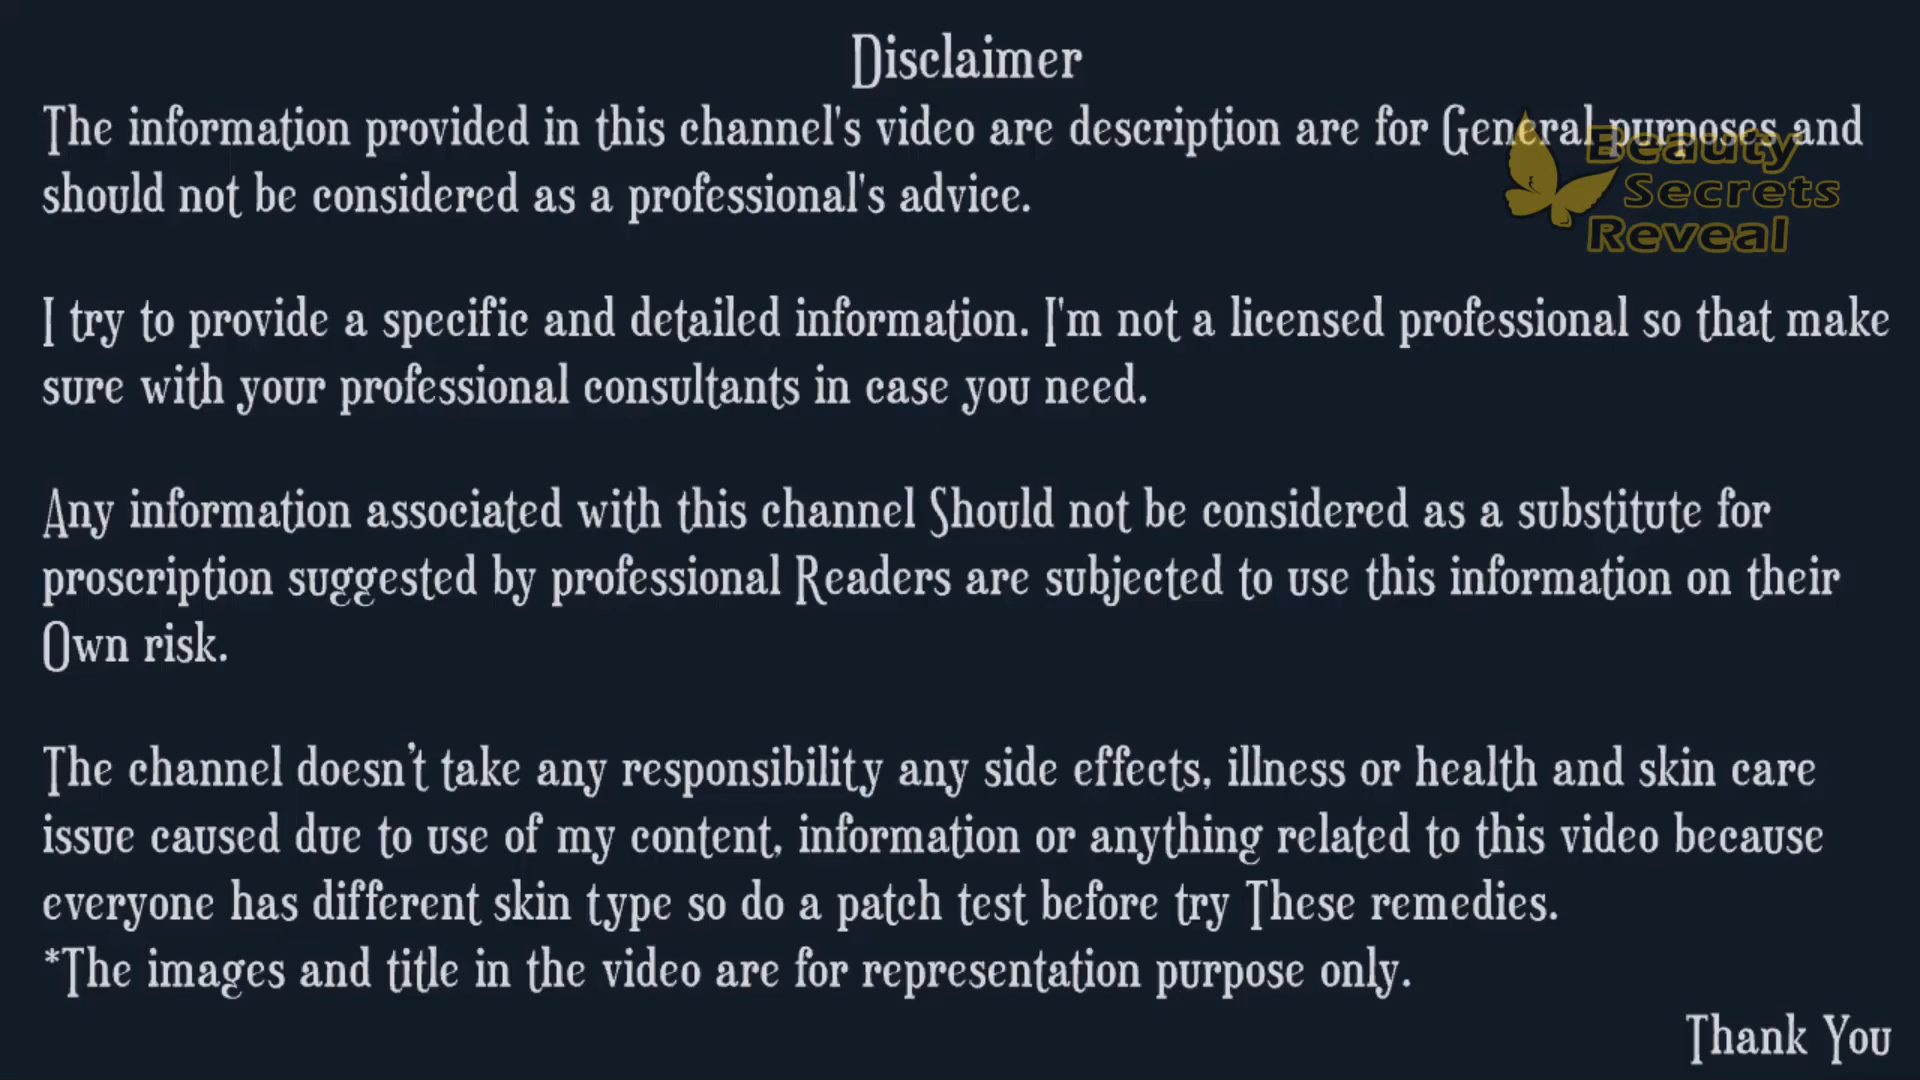 Disclaimer
The information provided in this channel's video are description are for General purposes and
should not be considered as a professional's advice.
Beauty
Secrets
Reveal
I try to provide a specific and detailed information. I'm not a licensed professional so that make
sure with your professional consultants in case you need.
Any information associated with this channel Should not be considered as a substitute for
proscription suggested by professional Readers are subjected to use this information on their
Own risk.
The channel doesn't take any responsibility any side effects, illness or health and skin care
issue caused due to use of my content, information or anything related to this video because
everyone has different skin type so do a patch test before try These remedies.
*The images and title in the video are for representation purpose only.
Thank You